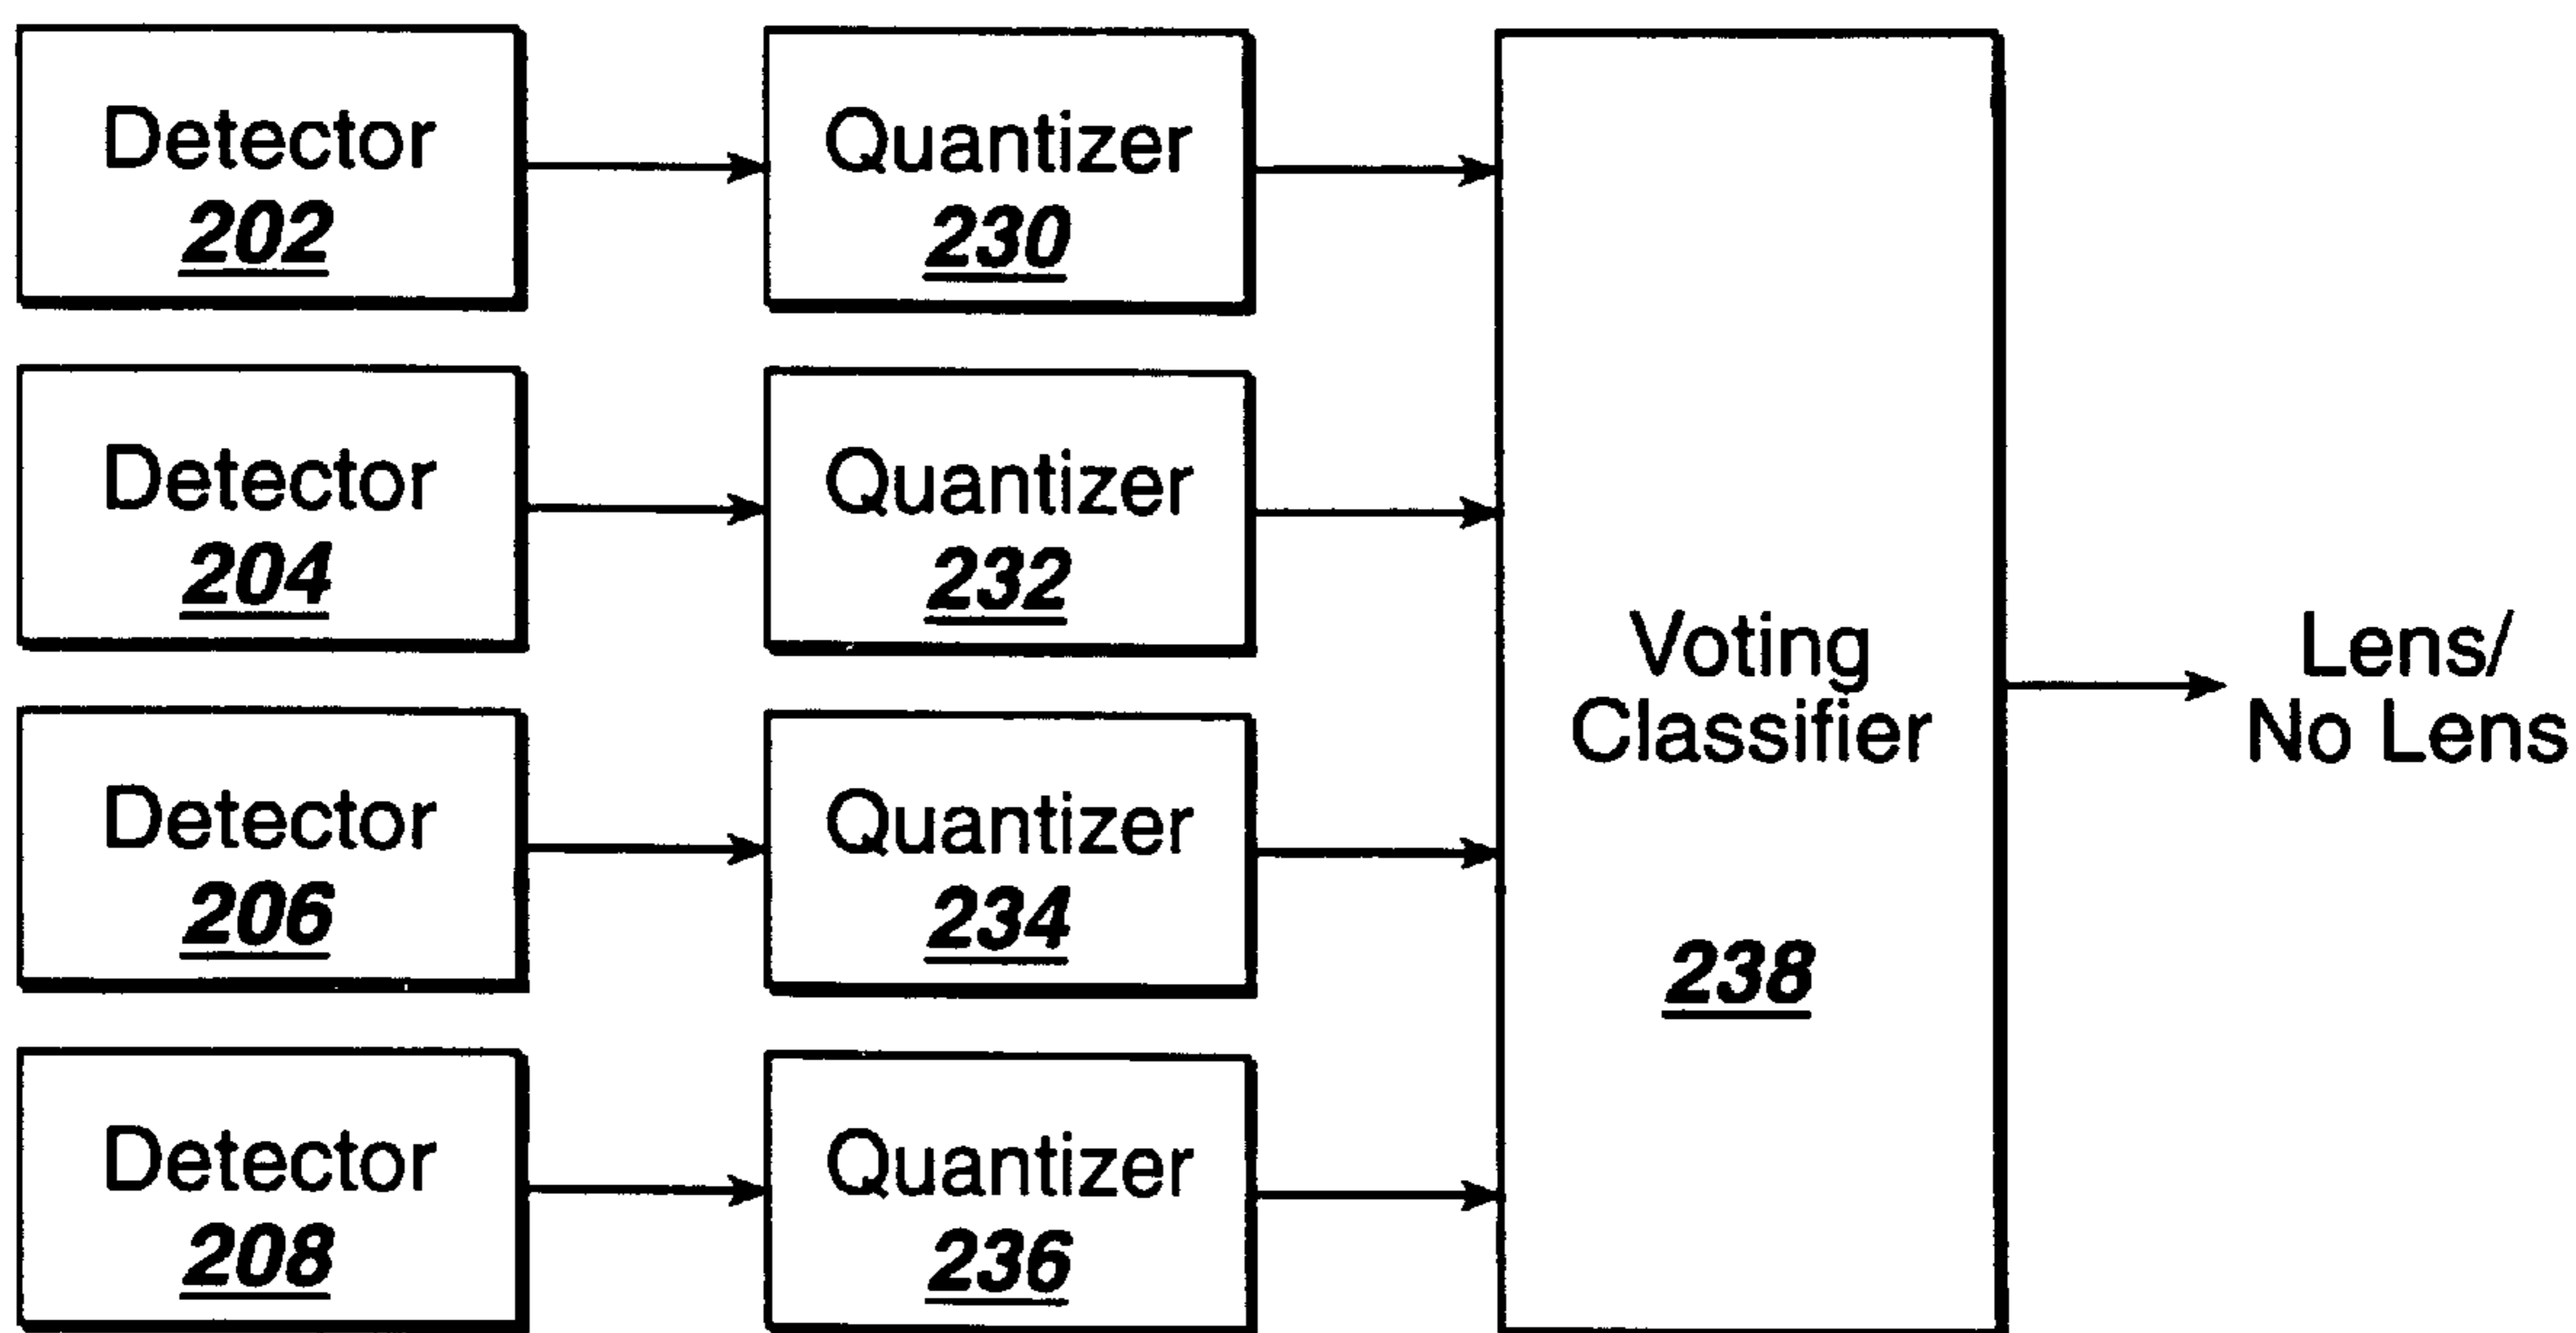 Detector
202
Quantizer
230
Detector
204
Quantizer
232
Detector
206
Quantizer
234
Detector
208
Quantizer
236
Voting
Classifier
238
Lens/
No Lens